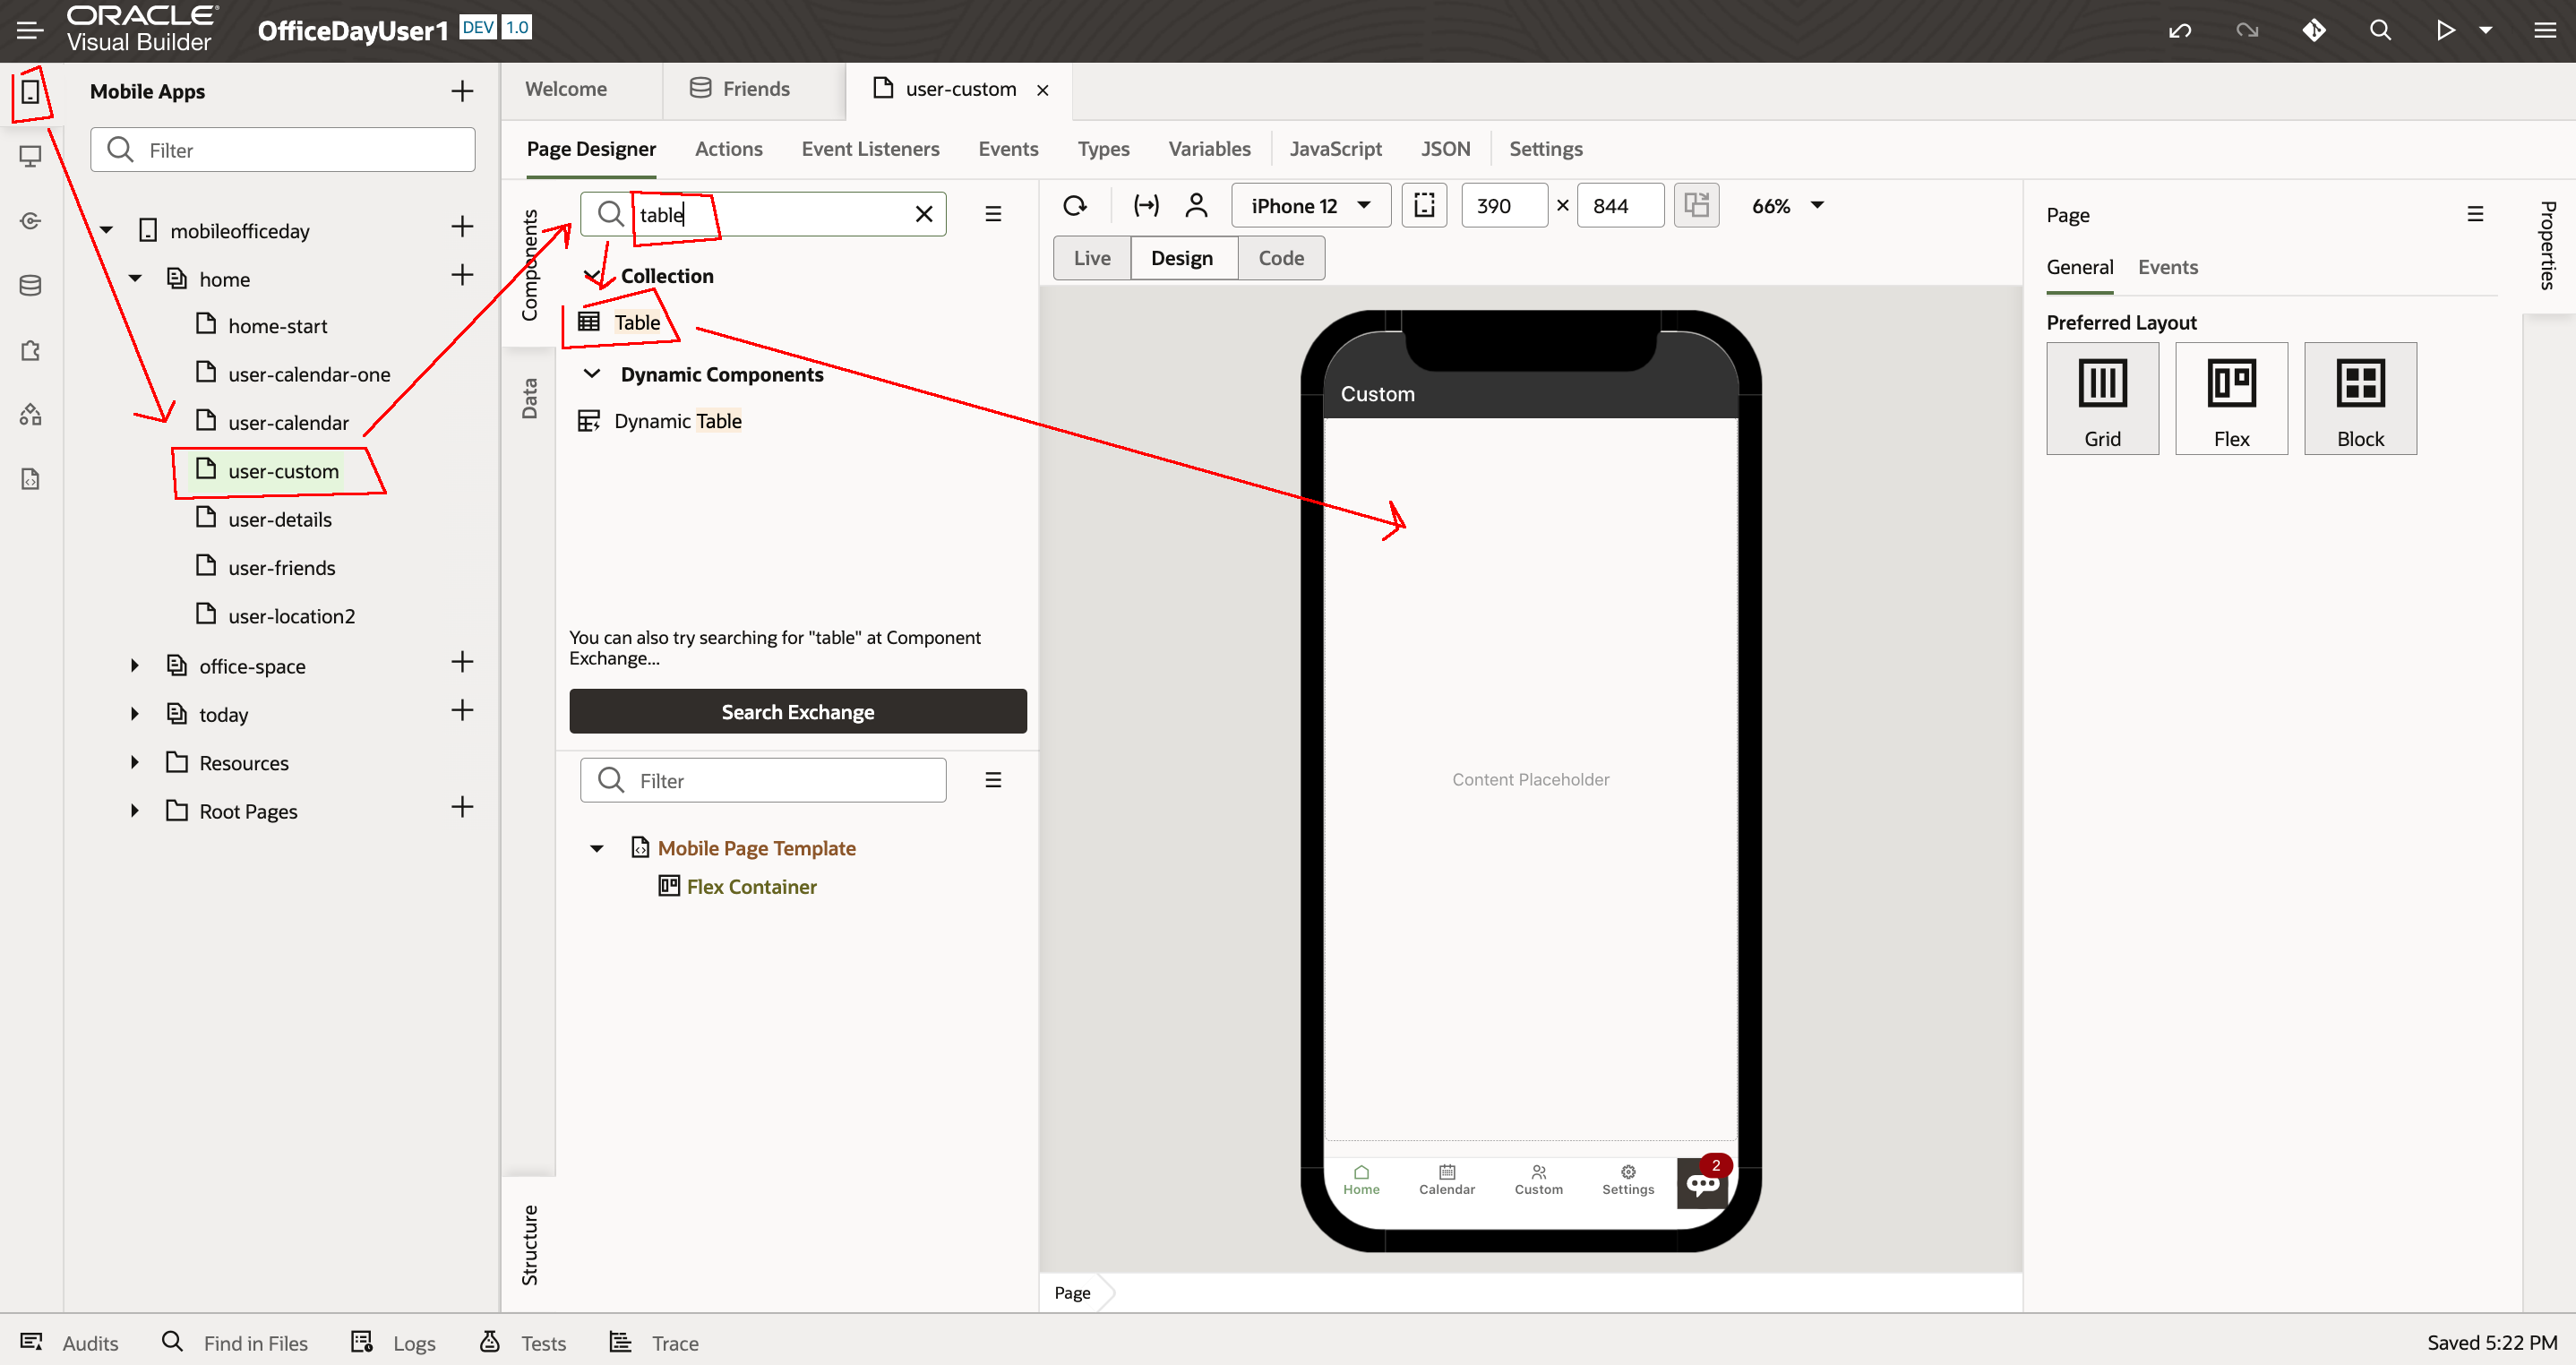 ORACLE
Visual Builder
OfficeDayUser1 DEV 1.0
Mobile Apps
Filter
mobileofficeday
home
home-start
user-calendar-one
user-calendar
user-custom
user-details
user-friends
user-location2
office-space
today
Resources
Root Pages
Welcome
Friends
user-custom
Page Designer
Actions
Event Listeners
Events
Types
Variables
JavaScript
JSON
Settings
Components
Data
Structure
table
Collection
Table
Dynamic Components
Dynamic Table
You can also try searching for "table" at Component
Exchange...
Search Exchange
Filter
Mobile Page Template
Flex Container
iPhone 12
390 × 844
66%
Live
Design
Code
Custom
Content Placeholder
Home
Calendar
Custom
Settings
2
Page
Page
General
Events
Preferred Layout
Grid
Flex
Block
Properties
Audits
Find in Files
Logs
Tests
Trace
Saved 5:22 PM